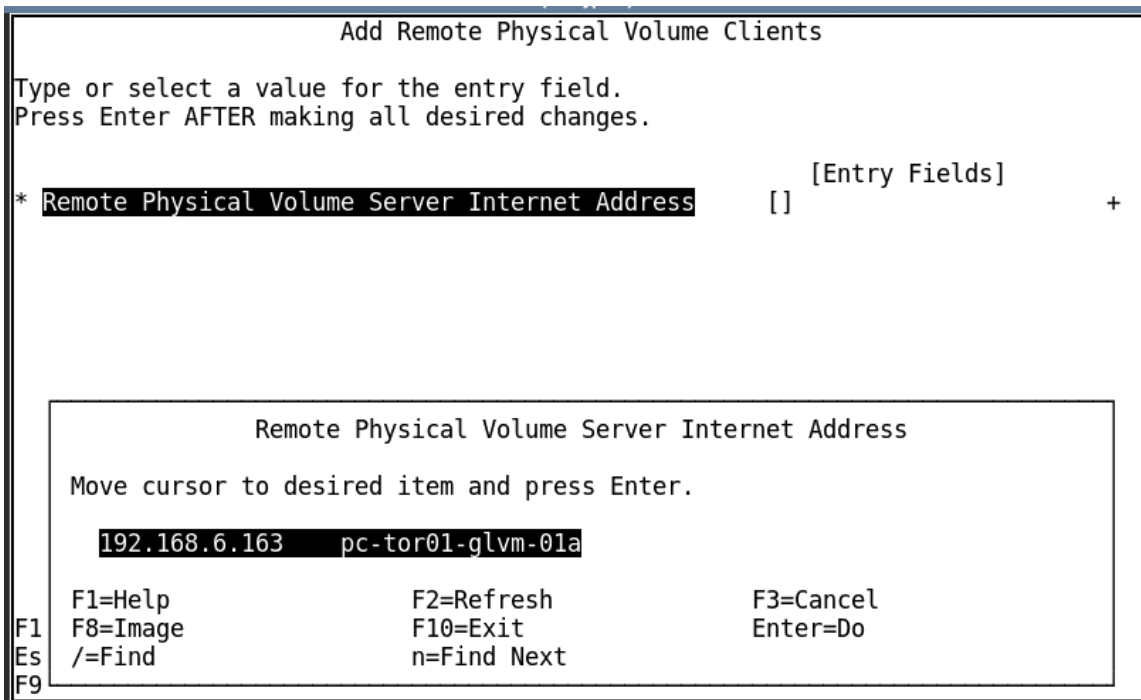 Add Remote Physical Volume Clients
Type or select a value for the entry field.
Press Enter AFTER making all desired changes.
[Entry Fields]
* Remote Physical Volume Server Internet Address [] +
Remote Physical Volume Server Internet Address
Move cursor to desired item and press Enter.
192.168.6.163 pc-tor01-glvm-01a
F1=Help F2=Refresh F3=Cancel
F1 F8=Image F10=Exit Enter=Do
Es /=Find n=Find Next
F9